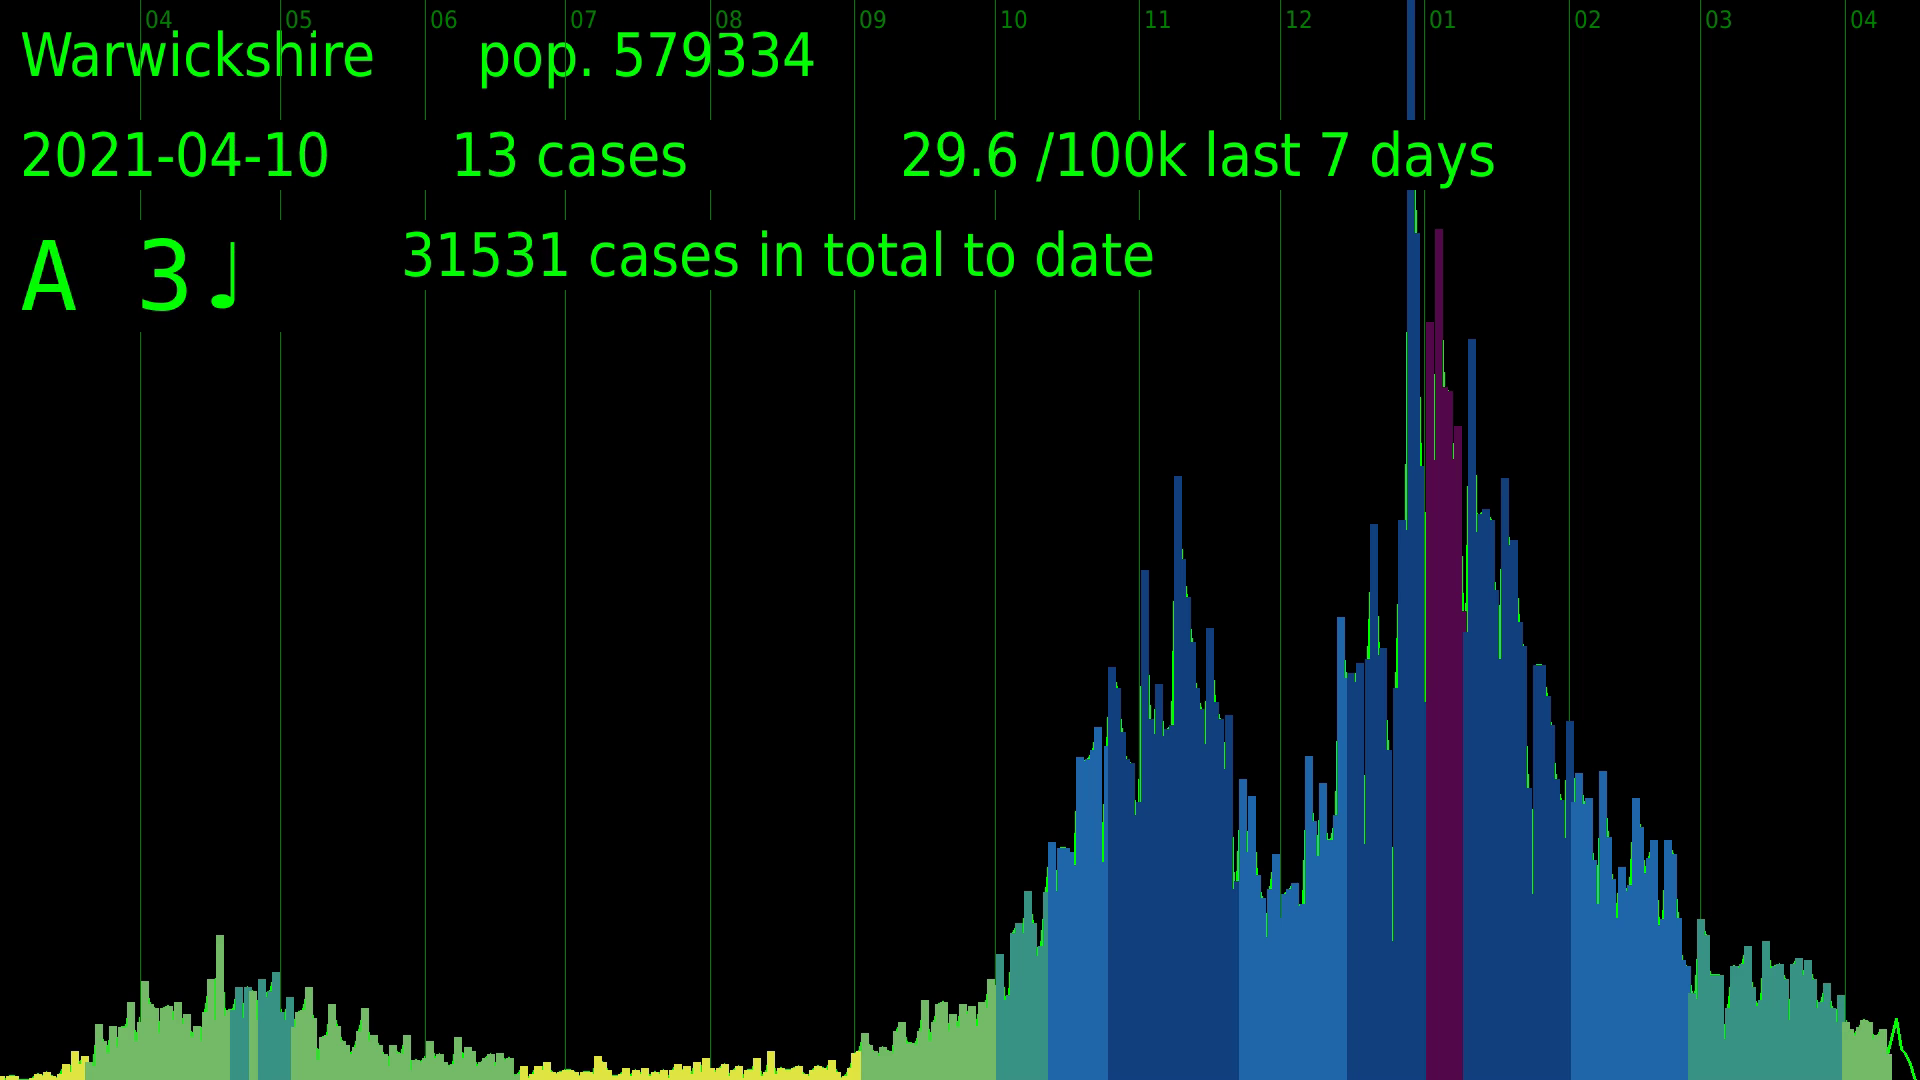 04 05 06 07 08 09 10 11 12 01 02 03 04
Warwickshire pop. 579334
2021-04-10 13 cases 29.6 /100k last 7 days
A 3♩ 31531 cases in total to date